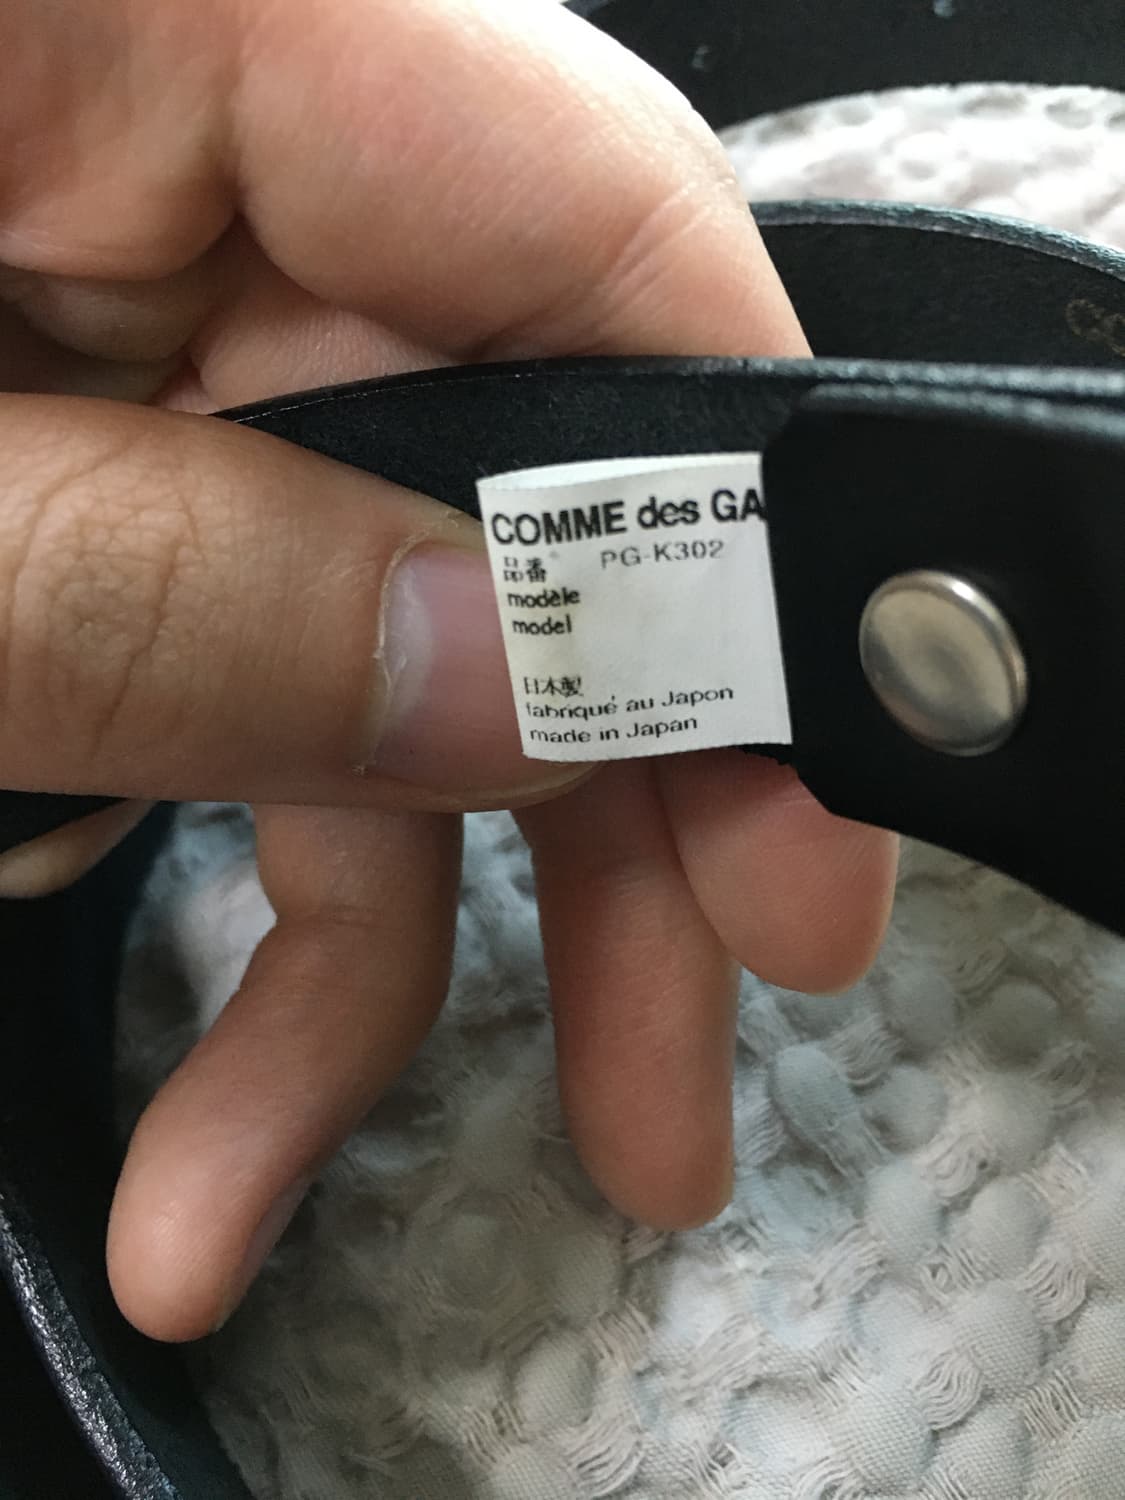 COMME des GA
品番 PG-K302
modèle
model
日本製
fabriqué au Japon
made in Japan